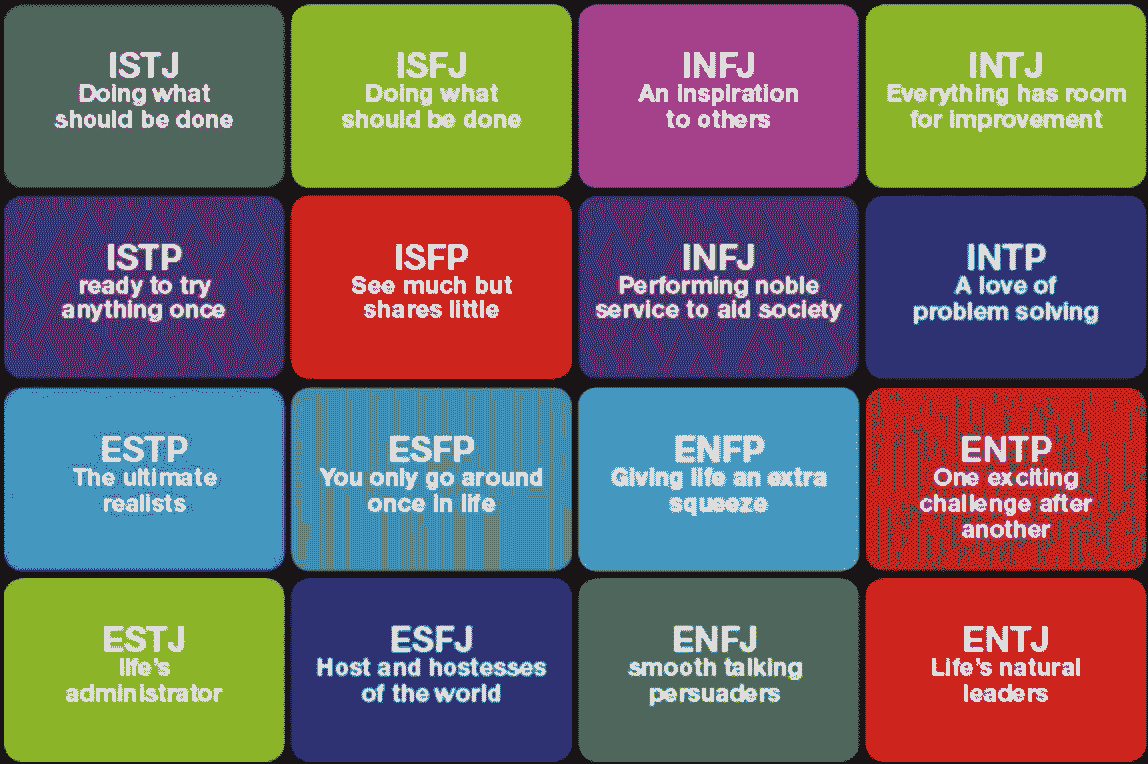 ISTJ
Doing what
should be done
ISFJ
Doing what
should be done
INFJ
An inspiration
to others
INTJ
Everything has room
for improvement
ISTP
ready to try
anything once
ISFP
See much but
shares little
INFJ
Performing noble
service to aid society
INTP
A love of
problem solving
ESTP
The ultimate
realists
ESFP
You only go around
once in life
ENFP
Giving life an extra
squeeze
ENTP
One exciting
challenge after
another
ESTJ
life's
administrator
ESFJ
Host and hostesses
of the world
ENFJ
smooth talking
persuaders
ENTJ
Life's natural
leaders